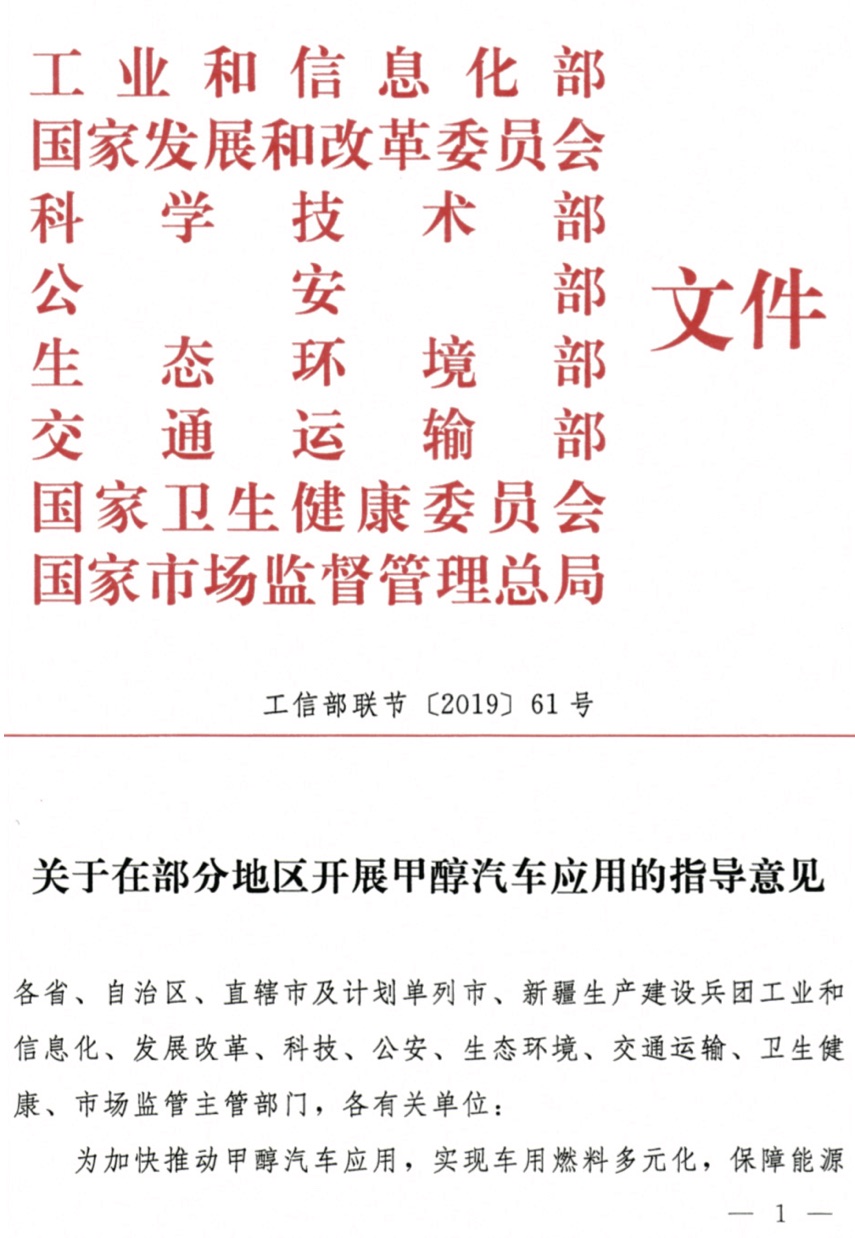 工业和信息化部
国家发展和改革委员会
科学技术部
公安部
生态环境部
交通运输部
国家卫生健康委员会
国家市场监督管理总局
文件
工信部联节〔2019〕61号
关于在部分地区开展甲醇汽车应用的指导意见
各省、自治区、直辖市及计划单列市、新疆生产建设兵团工业和
信息化、发展改革、科技、公安、生态环境、交通运输、卫生健
康、市场监管主管部门，各有关单位：
为加快推动甲醇汽车应用，实现车用燃料多元化，保障能源
— 1 —